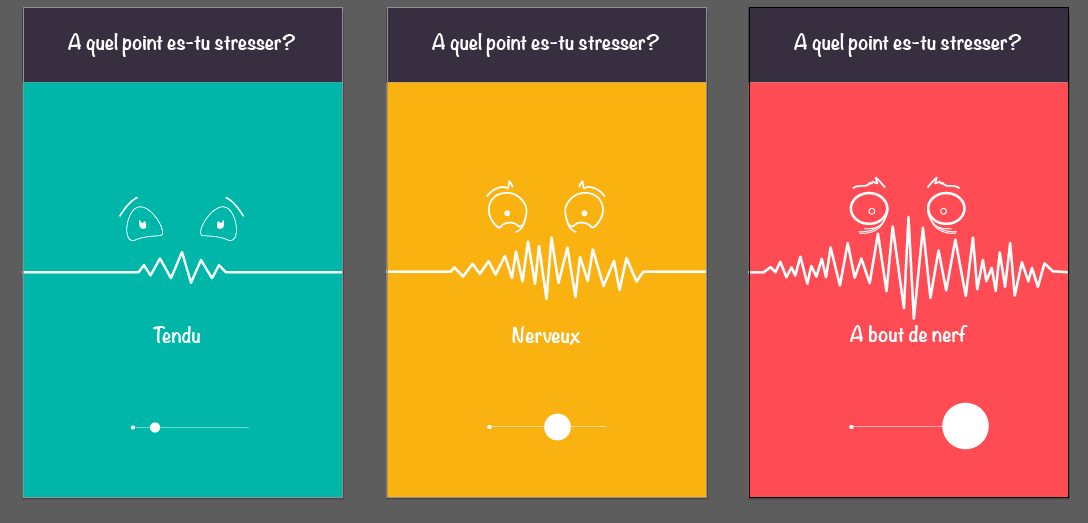 A quel point es-tu stresser?
A quel point es-tu stresser?
A quel point es-tu stresser?
Tendu
Nerveux
A bout de nerf